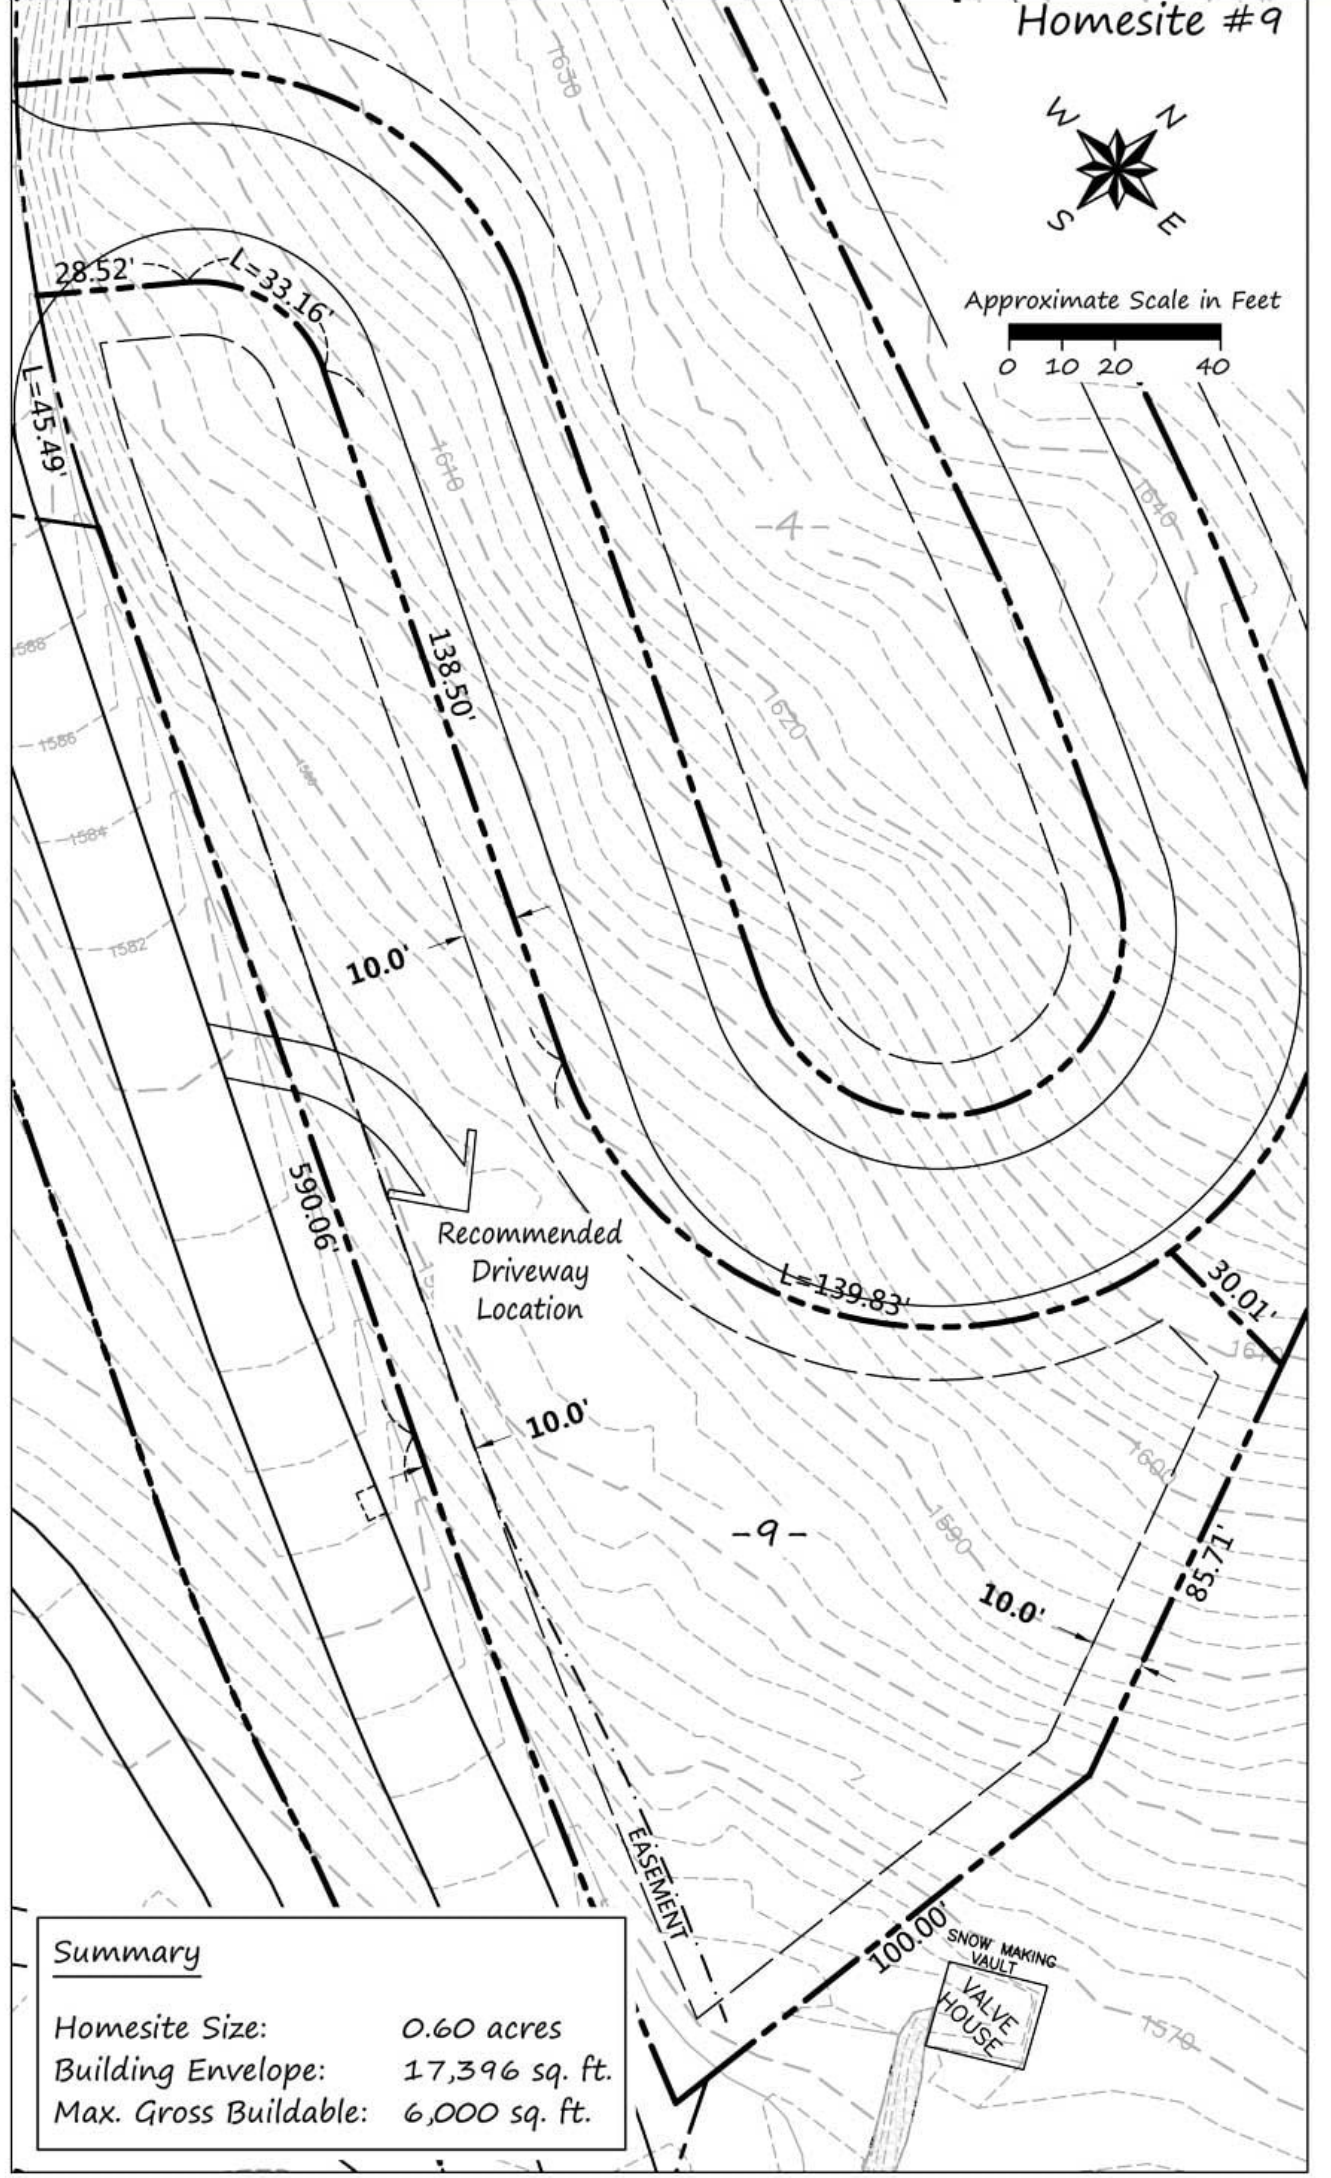 Homesite #9
W
N
S
E
Approximate Scale in Feet
0 10 20 40
1630
28.52'
L=33.16'
L=45.49'
1610
1640
-4-
138.50'
1588
1586
1620
1584
1582
10.0'
590.06'
Recommended
Driveway
Location
L=139.83'
30.01'
10.0'
1600
1590
-9-
85.71'
10.0'
EASEMENT
100.00'
SNOW MAKING
VAULT
VALVE
HOUSE
1570
Summary
Homesite Size: 0.60 acres
Building Envelope: 17,396 sq. ft.
Max. Gross Buildable: 6,000 sq. ft.